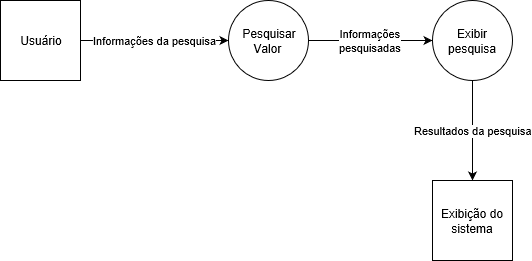 Usuário
Informações da pesquisa
Pesquisar
Valor
Informações
pesquisadas
Exibir
pesquisa
Resultados da pesquisa
Exibição do
sistema